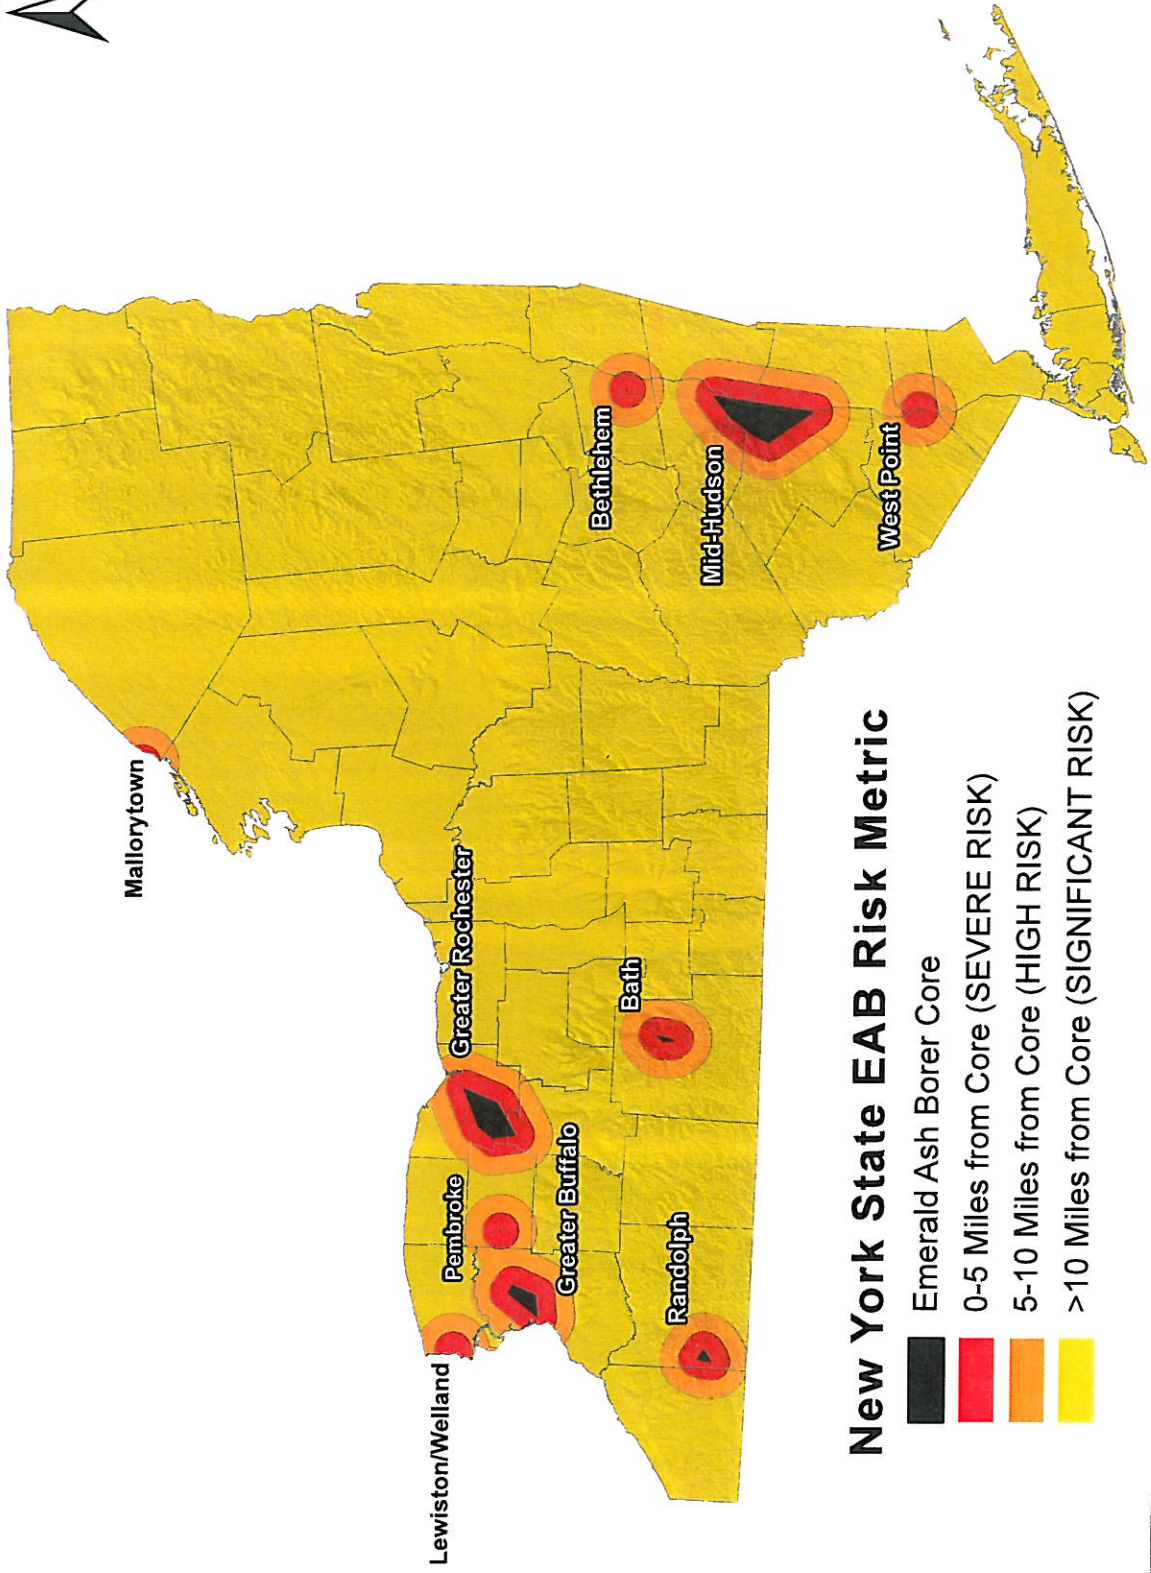 Mallorytown
Lewiston/Welland
Pembroke
Greater Rochester
Greater Buffalo
Bath
Randolph
Bethlehem
Mid-Hudson
West Point
New York State EAB Risk Metric
Emerald Ash Borer Core
0-5 Miles from Core (SEVERE RISK)
5-10 Miles from Core (HIGH RISK)
>10 Miles from Core (SIGNIFICANT RISK)